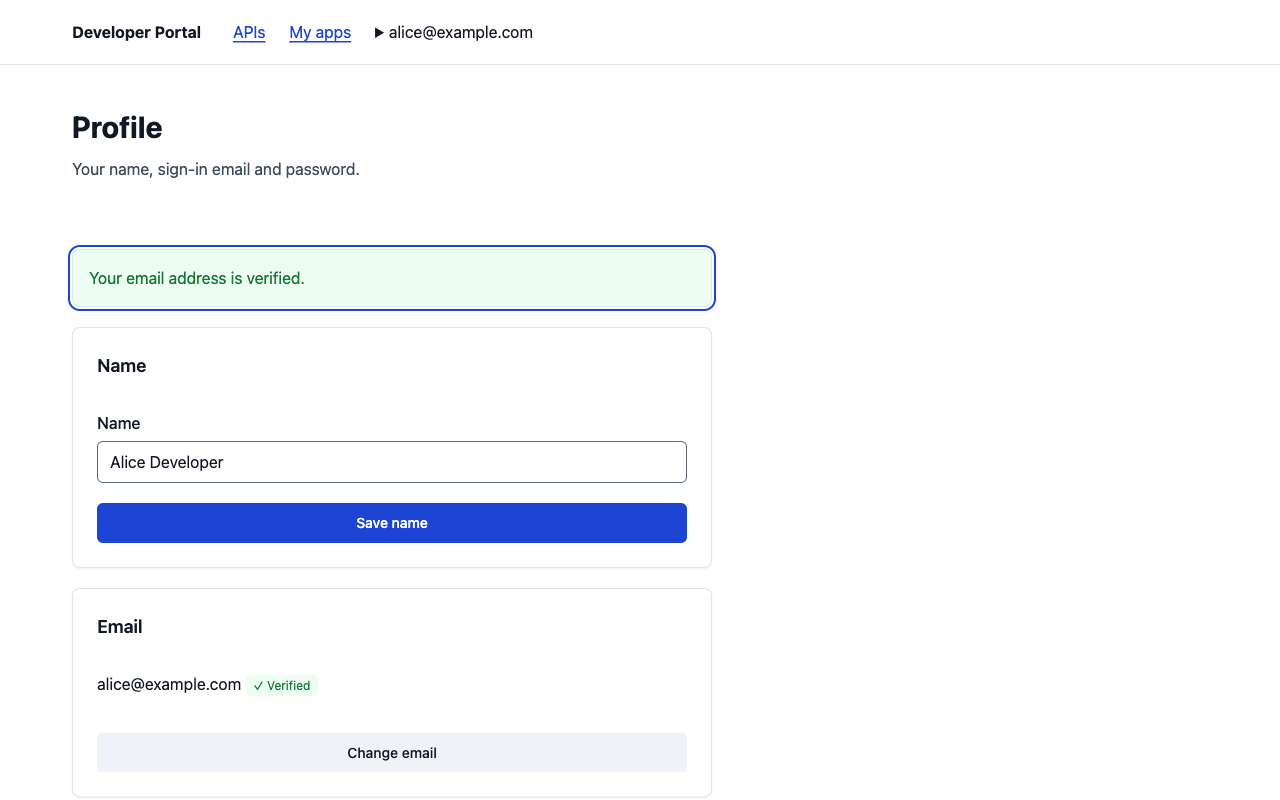 Developer Portal APIs My apps ▶ alice@example.com
Profile
Your name, sign-in email and password.
Your email address is verified.
Name
Name
Alice Developer
Save name
Email
alice@example.com ✓ Verified
Change email